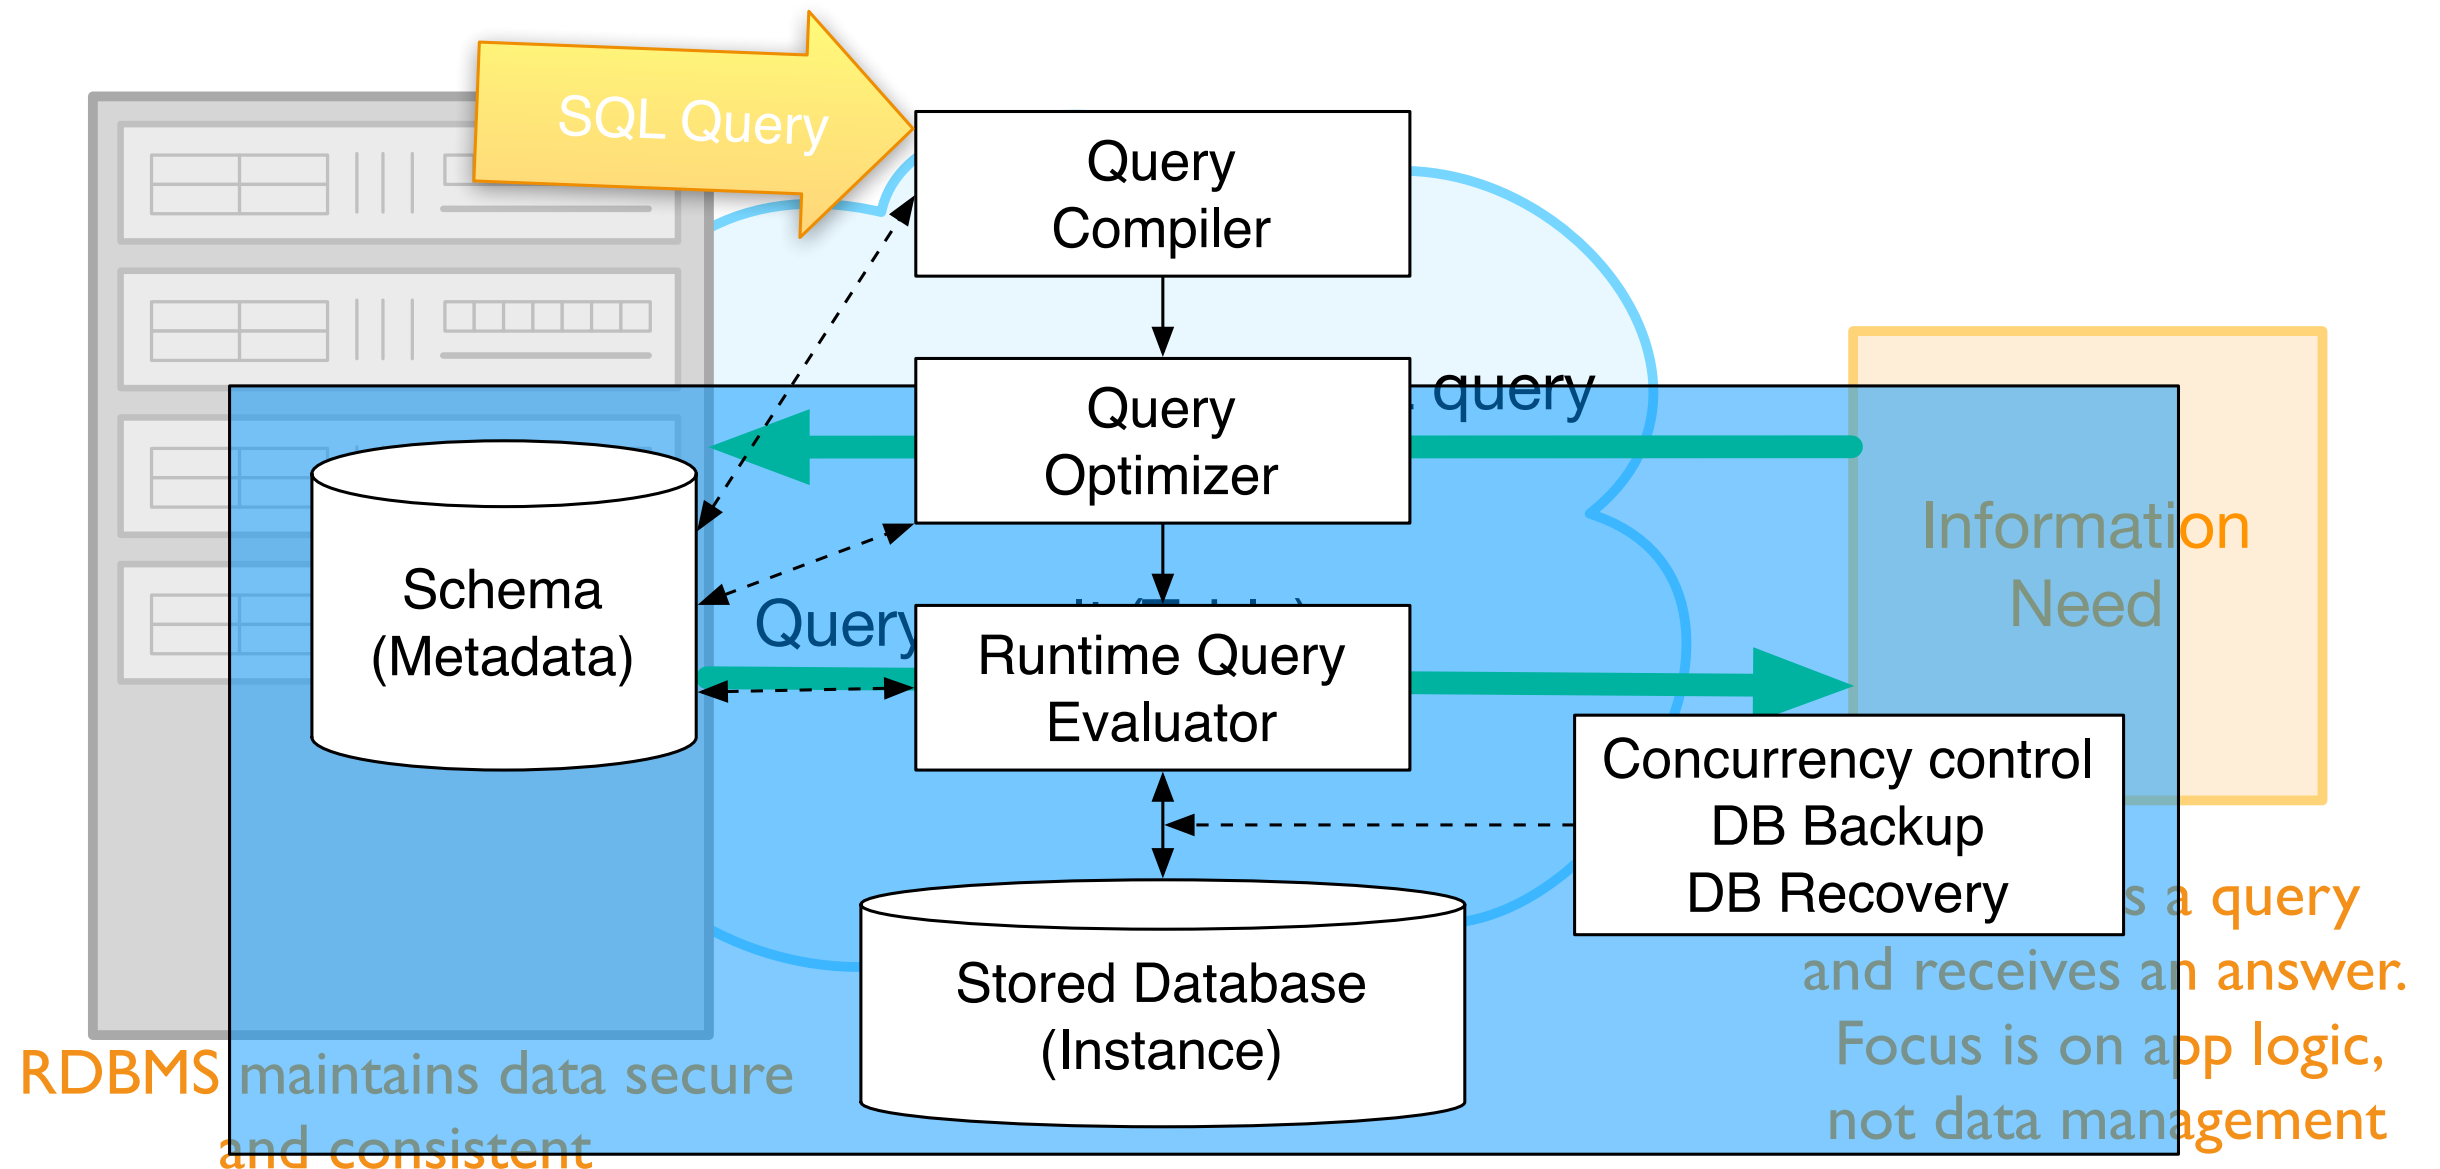 SQL Query
Query
Compiler
query
Query
Optimizer
Information
Need
Schema
(Metadata)
Query
Runtime Query
Evaluator
Concurrency control
DB Backup
DB Recovery
a query
and receives an answer.
Focus is on app logic,
not data management
Stored Database
(Instance)
RDBMS maintains data secure
and consistent